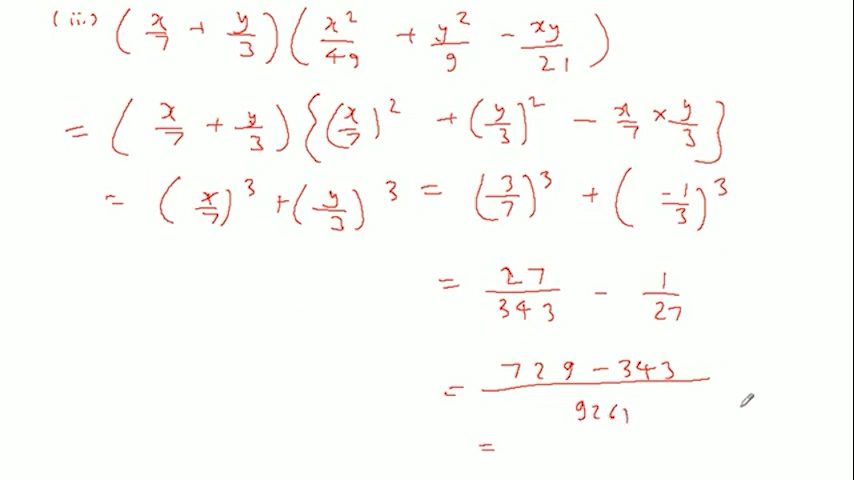 (ii.) (x/7 + y/3)(x²/49 + y²/9 - xy/21)
= (x/7 + y/3){(x/7)² + (y/3)² - x/7 × y/3}
= (x/7)³ + (y/3)³ = (3/7)³ + (-1/3)³
= 27/343 - 1/27
= 729 - 343/9261
=